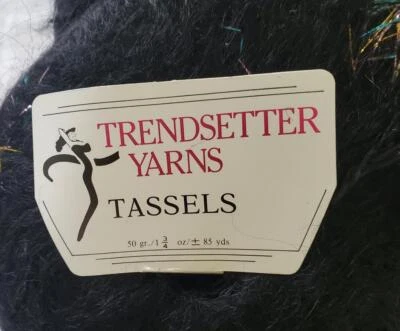 TRENDSETTER
YARNS
TASSELS
50 gr./1 3/4 oz/± 85 yds